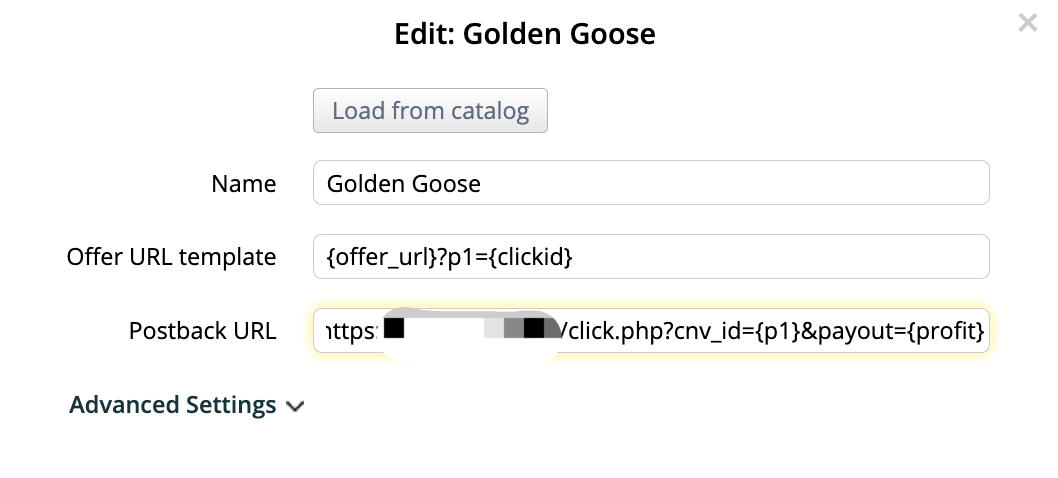 Edit: Golden Goose
Load from catalog
Name
Golden Goose
Offer URL template
{offer_url}?p1={clickid}
Postback URL
https: /click.php?cnv_id={p1}&payout={profit}
Advanced Settings